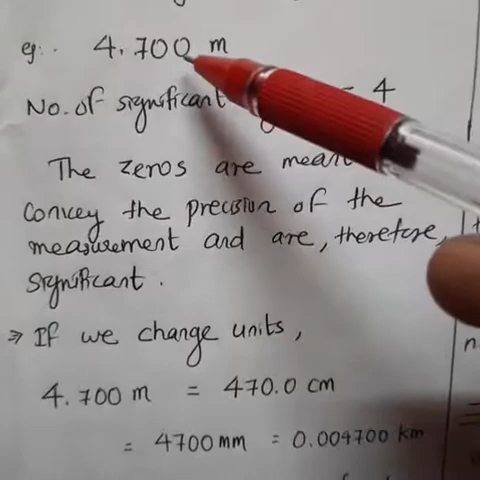 eg:. 4.700 m
No. of significant = 4
The zeros are mean
convey the precision of the
measurement and are, therefore,
significant.
⇒ If we change units,
4.700 m = 470.0 cm
= 4700 mm = 0.004700 km